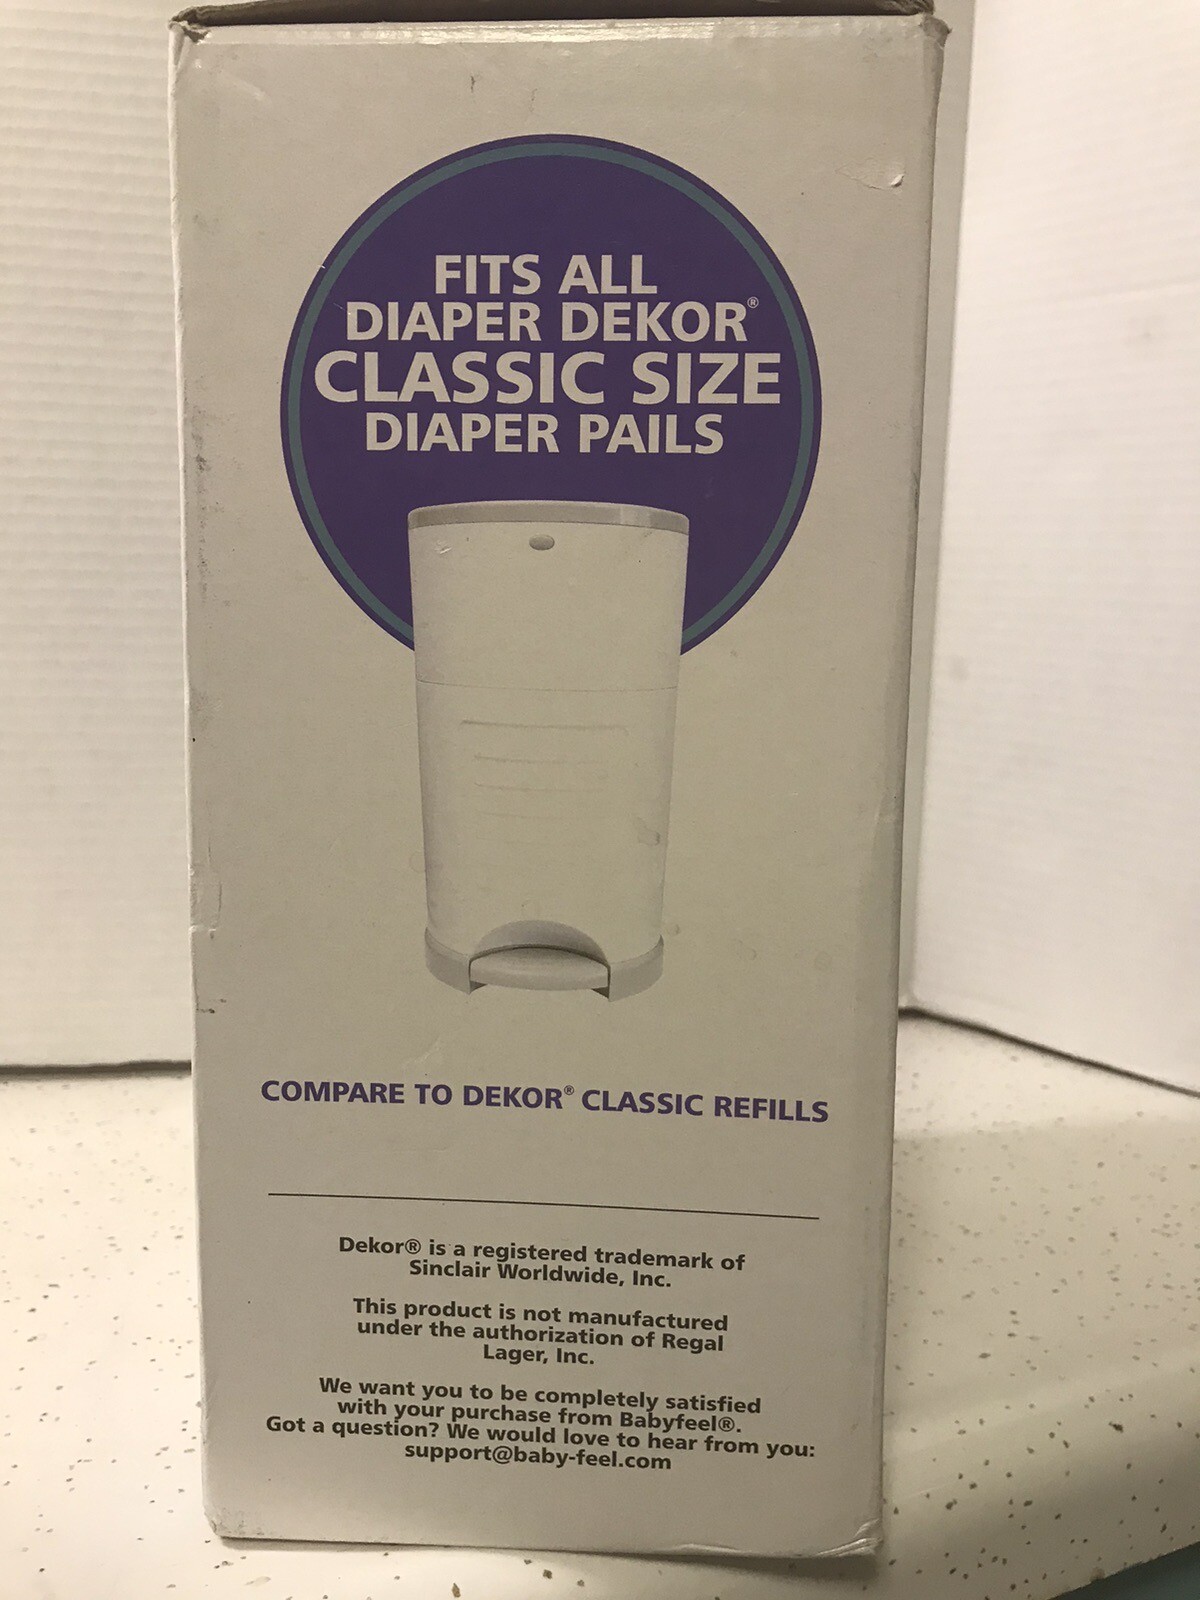 FITS ALL
DIAPER DEKOR®
CLASSIC SIZE
DIAPER PAILS
COMPARE TO DEKOR® CLASSIC REFILLS
Dekor® is a registered trademark of
Sinclair Worldwide, Inc.
This product is not manufactured
under the authorization of Regal
Lager, Inc.
We want you to be completely satisfied
with your purchase from Babyfeel®.
Got a question? We would love to hear from you:
support@baby-feel.com